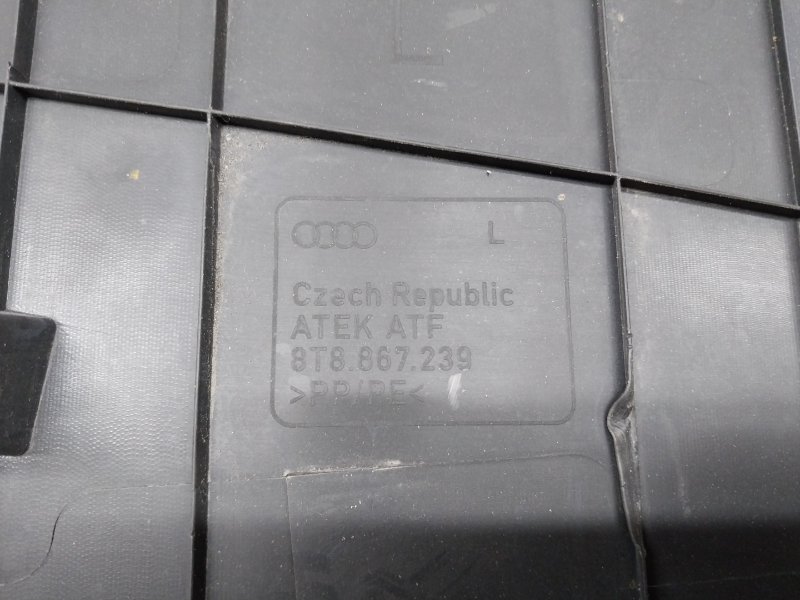 L
L
Czech Republic
ATEK ATF
8T8.867.239
>PP/PE<